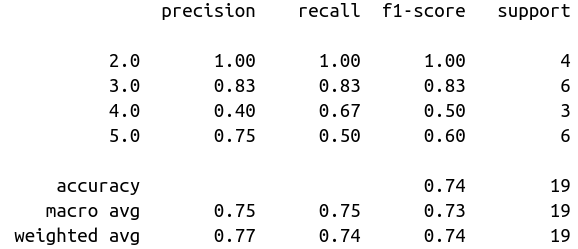 precision recall f1-score support
2.0 1.00 1.00 1.00 4
3.0 0.83 0.83 0.83 6
4.0 0.40 0.67 0.50 3
5.0 0.75 0.50 0.60 6
accuracy 0.74 19
macro avg 0.75 0.75 0.73 19
weighted avg 0.77 0.74 0.74 19